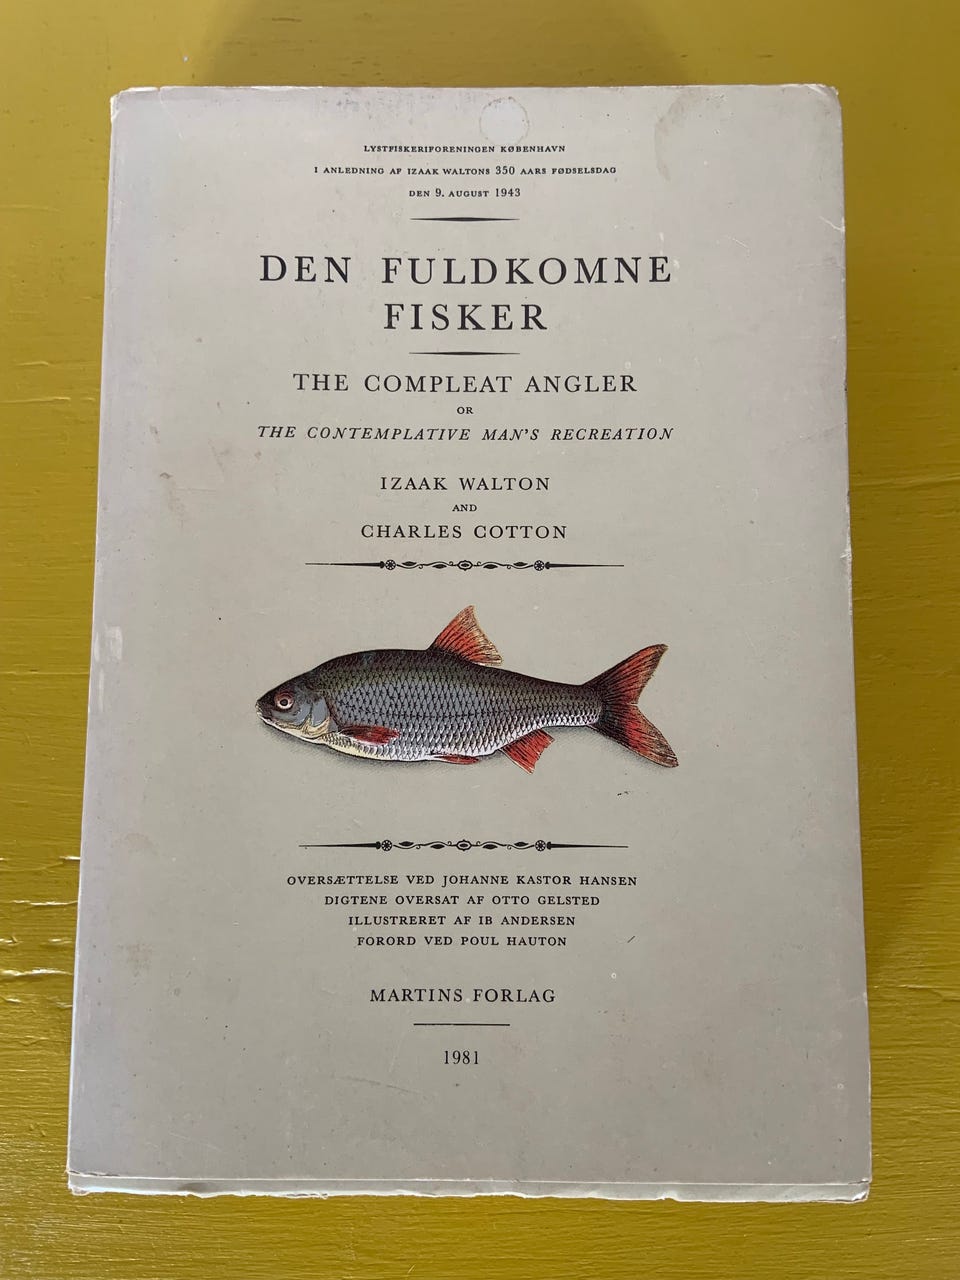 LYSTFISKERIFORENINGEN KØBENHAVN
I ANLEDNING AF IZAAK WALTONS 350 AARS FØDSELSDAG
DEN 9. AUGUST 1943
DEN FULDKOMNE
FISKER
THE COMPLEAT ANGLER
OR
THE CONTEMPLATIVE MAN'S RECREATION
IZAAK WALTON
AND
CHARLES COTTON
OVERSÆTTELSE VED JOHANNE KASTOR HANSEN
DIGTENE OVERSAT AF OTTO GELSTED
ILLUSTRERET AF IB ANDERSEN
FORORD VED POUL HAUTON
MARTINS FORLAG
1981